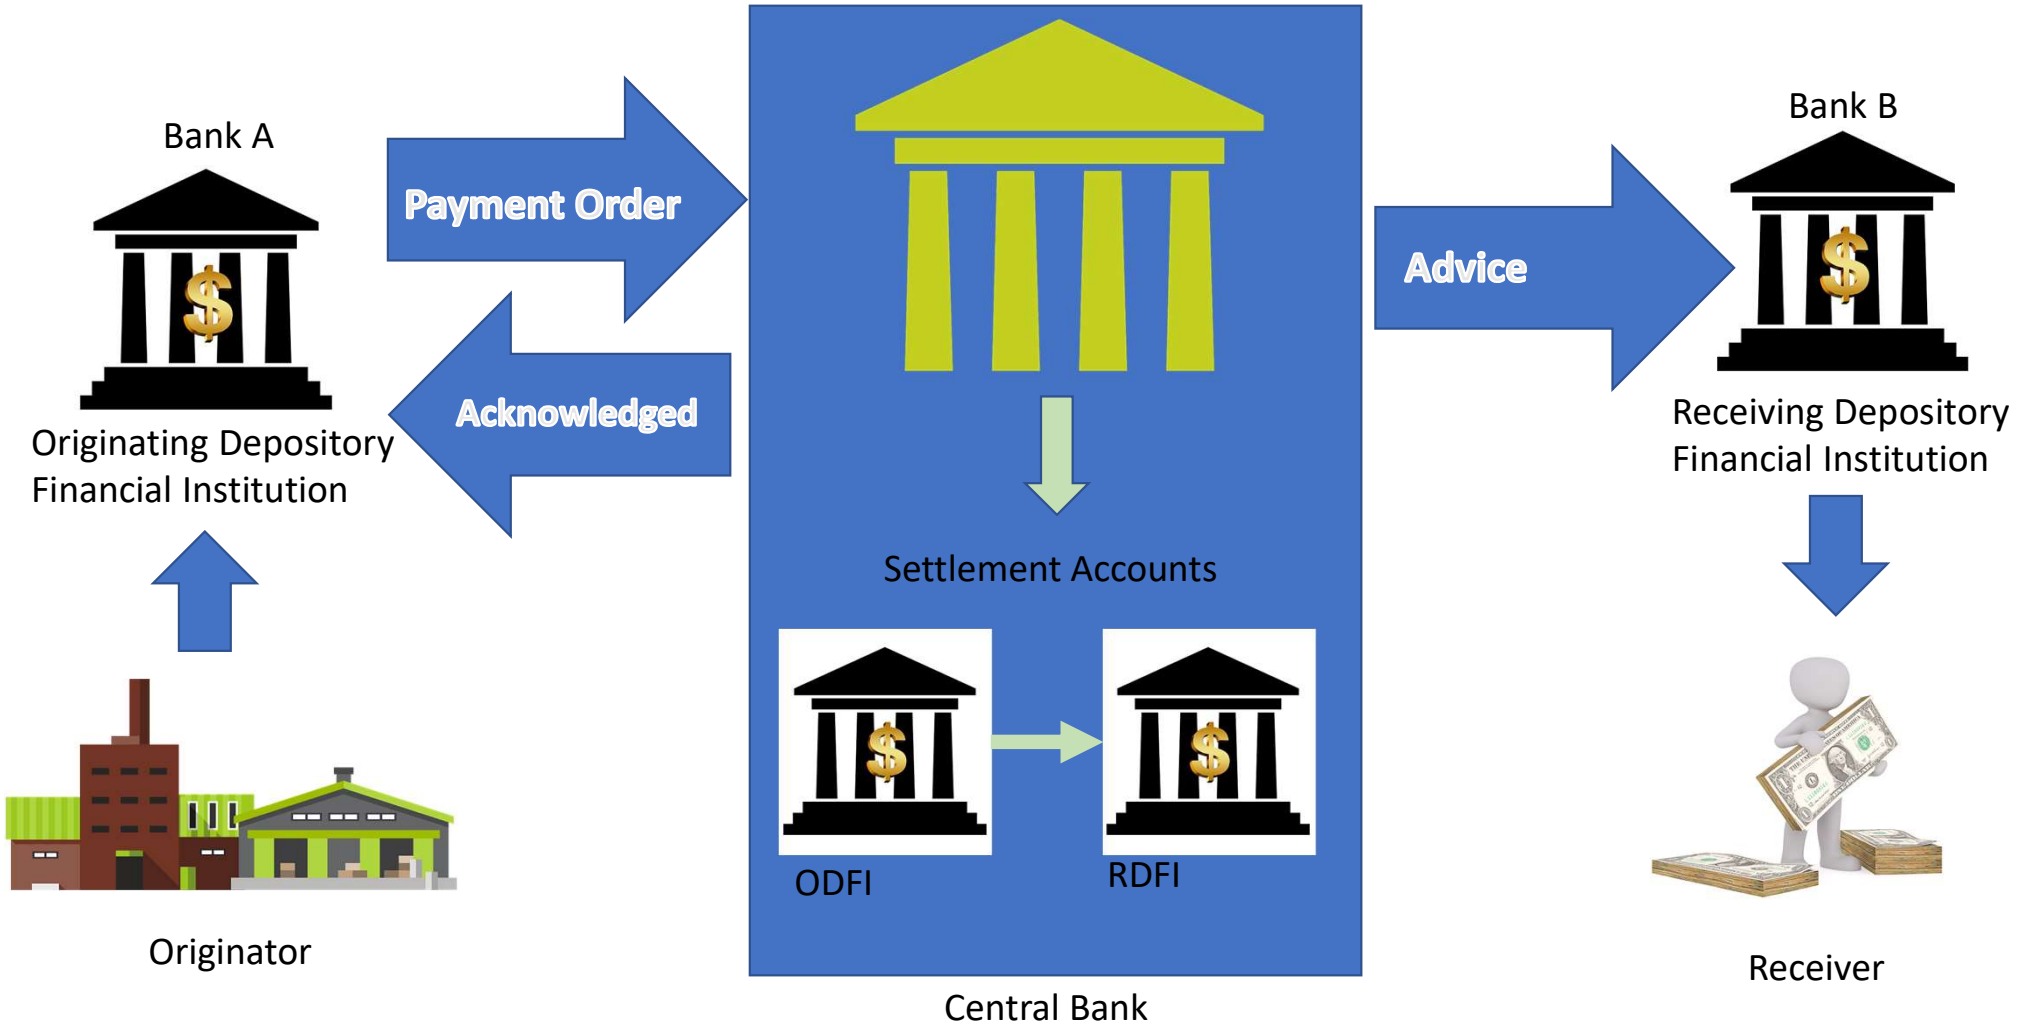 Bank A
Payment Order
Acknowledged
Originating Depository
Financial Institution
Originator
Settlement Accounts
ODFI
RDFI
Central Bank
Advice
Bank B
Receiving Depository
Financial Institution
Receiver